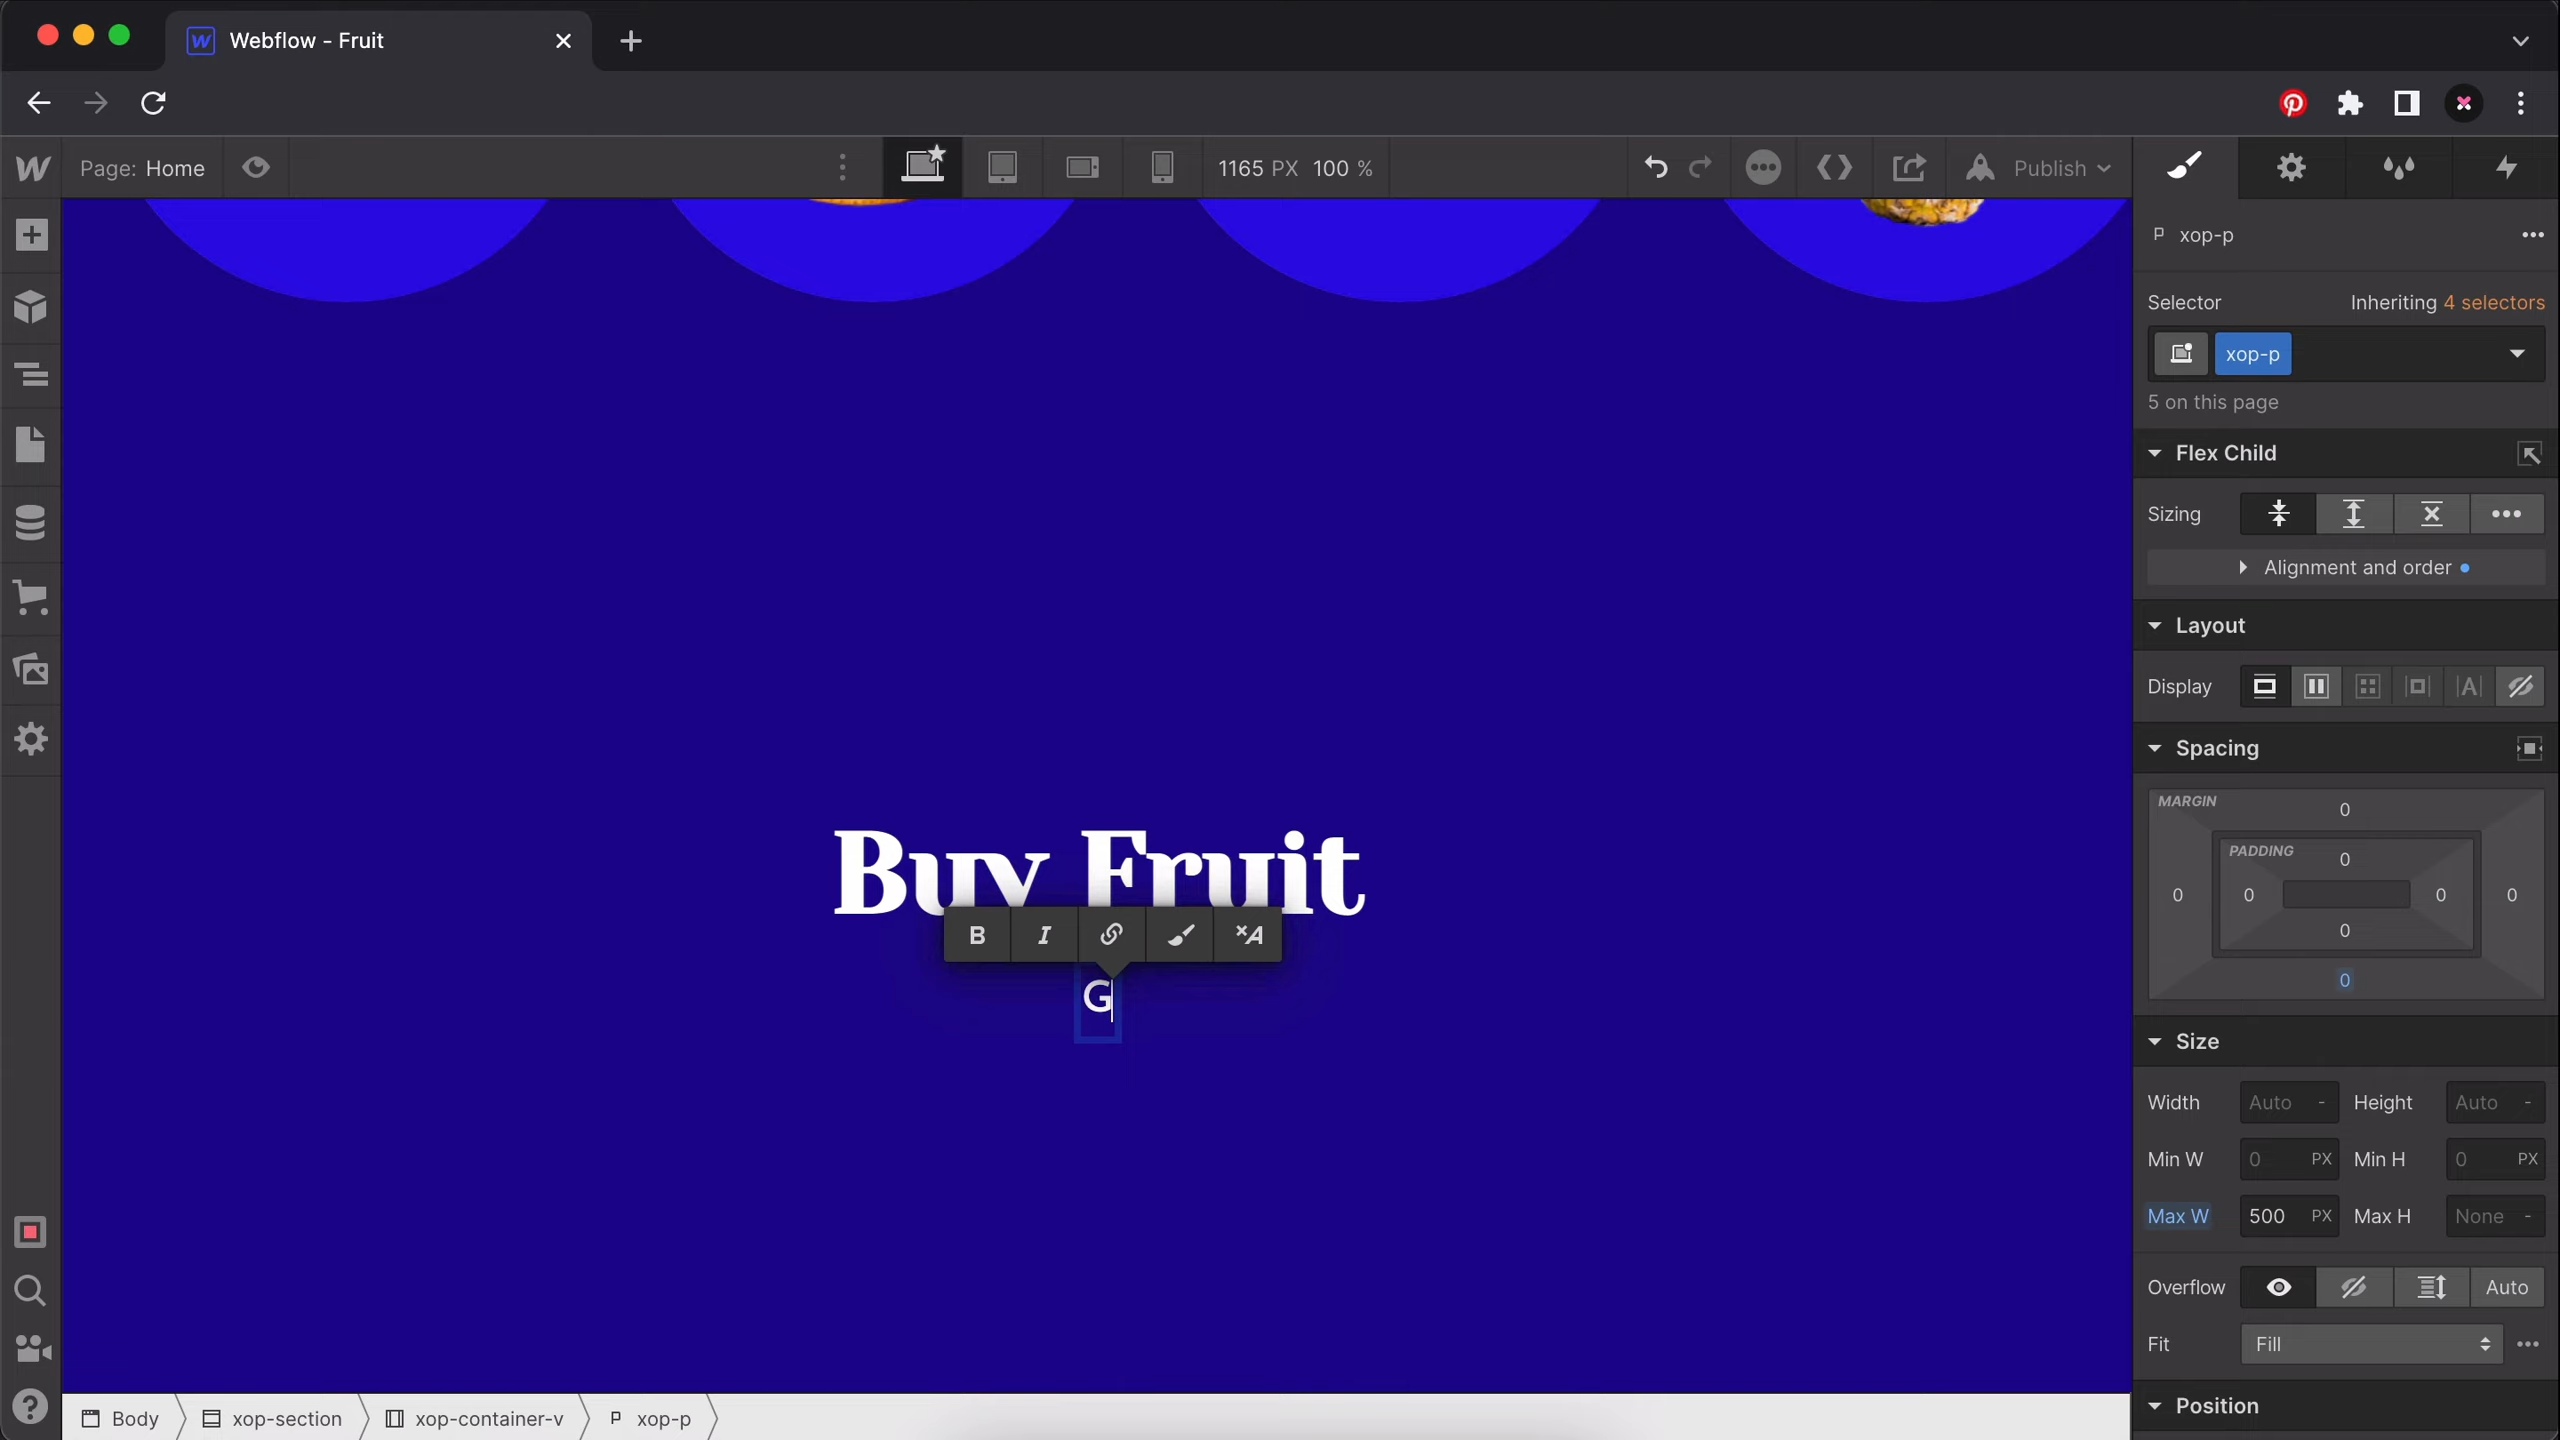 Webflow - Fruit
Page: Home
1165 PX 100 %
Publish
P xop-p
Selector Inheriting 4 selectors
xop-p
5 on this page
Flex Child
Sizing
Alignment and order
Layout
Display
Spacing
MARGIN
0
PADDING
0
0 0 0 0
0
0
Buy Fruit
B I A
G
Size
Width Auto - Height Auto -
Min W 0 PX Min H 0 PX
Max W 500 PX Max H None -
Overflow Auto
Fit Fill
Position
Body xop-section xop-container-v P xop-p